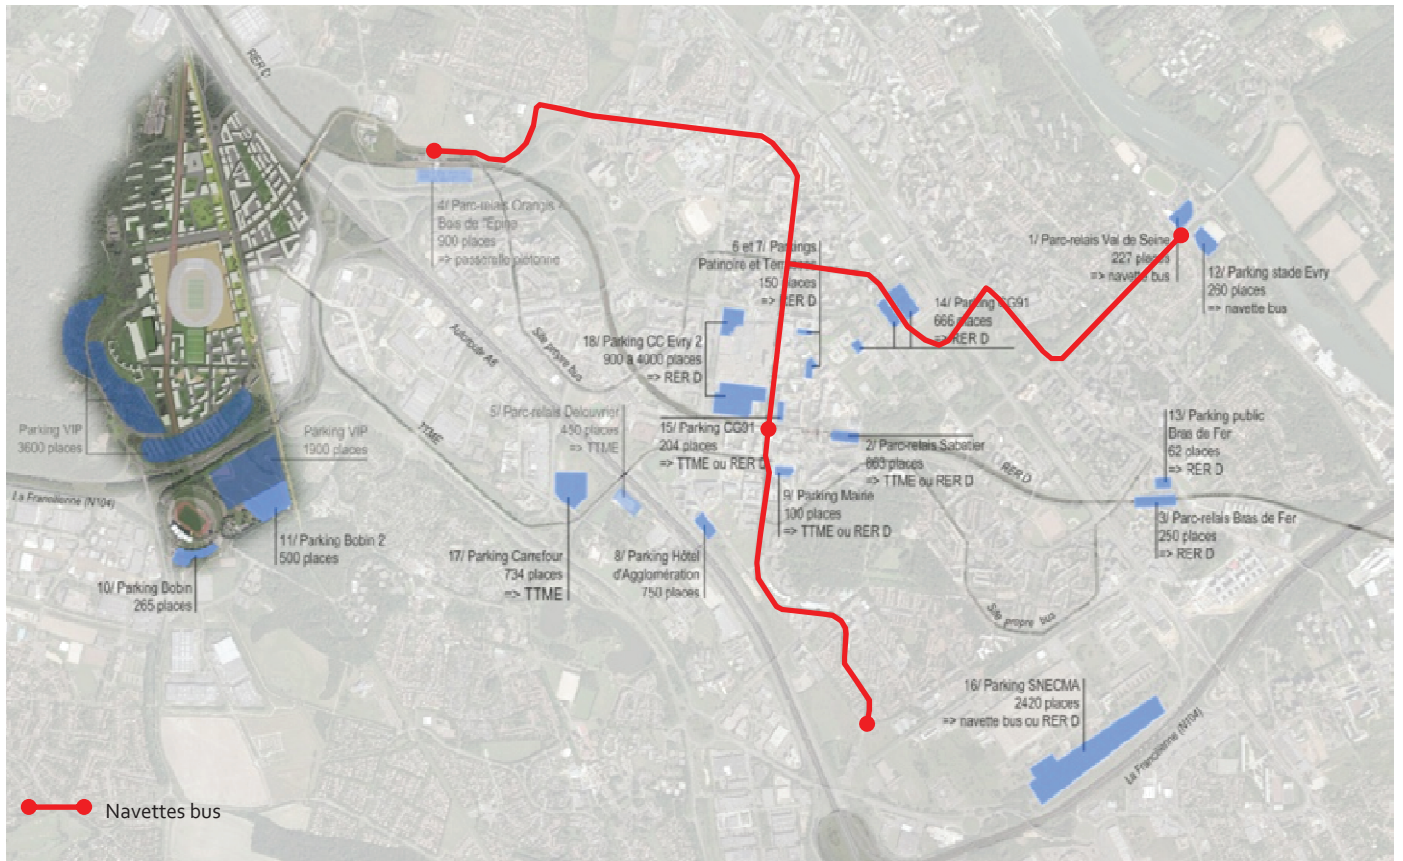 RER D
4/ Parc-relais Orangis
Bois de l'Epine
900 places
=> passerelle piétonne
6 et 7/ Parkings
Patinoire et Terrasses
150 places
=> RER D
1/ Parc-relais Val de Seine
227 places
=> navette bus
12/ Parking stade Evry
260 places
=> navette bus
14/ Parking CG91
666 places
=> RER D
18/ Parking CC Evry 2
900 à 4000 places
=> RER D
Autoroute A6
Site propre bus
Parking VIP
3600 places
Parking VIP
1900 places
TTME
5/ Parc-relais Delouvrier
450 places
=> TTME
15/ Parking CG91
204 places
=> TTME ou RER D
2/ Parc-relais Sabatier
663 places
=> TTME ou RER D
RER D
13/ Parking public
Bras de Fer
62 places
=> RER D
La Francilienne (N104)
9/ Parking Mairie
100 places
=> TTME ou RER D
3/ Parc-relais Bras de Fer
250 places
=> RER D
11/ Parking Bobin 2
500 places
17/ Parking Carrefour
734 places
=> TTME
8/ Parking Hôtel
d'Agglomération
750 places
10/ Parking Bobin
265 places
Site propre bus
16/ Parking SNECMA
2420 places
=> navette bus ou RER D
La Francilienne (N104)
Navettes bus